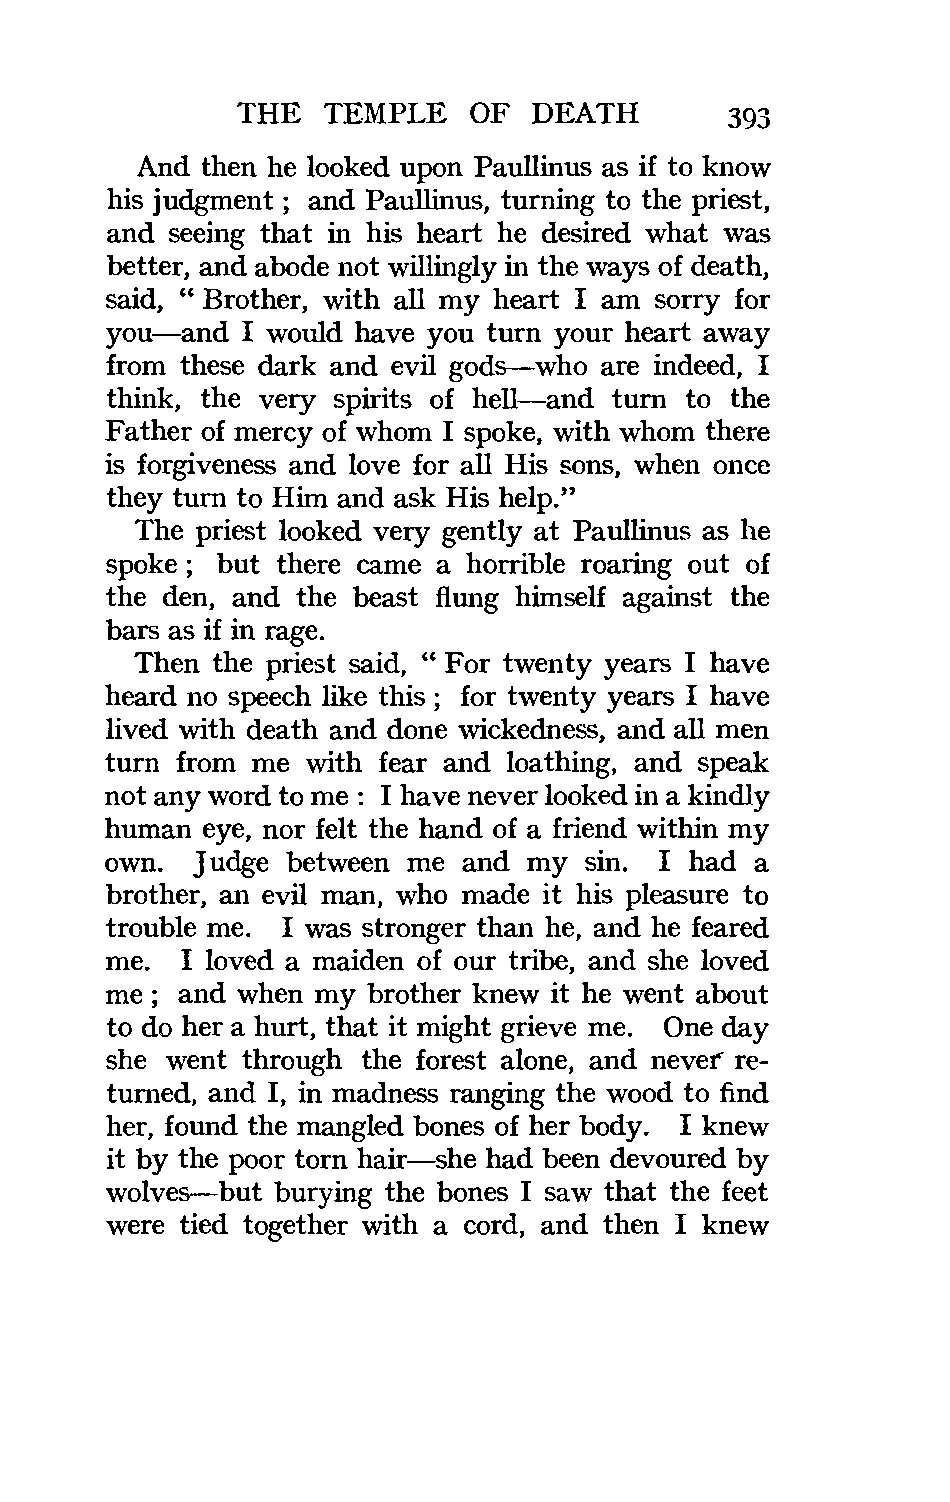 THE TEMPLE OF DEATH 393
And then he looked upon Paullinus as if to know
his judgment ; and Paullinus, turning to the priest,
and seeing that in his heart he desired what was
better, and abode not willingly in the ways of death,
said, “ Brother, with all my heart I am sorry for
you—and I would have you turn your heart away
from these dark and evil gods—who are indeed, I
think, the very spirits of hell—and turn to the
Father of mercy of whom I spoke, with whom there
is forgiveness and love for all His sons, when once
they turn to Him and ask His help.”
The priest looked very gently at Paullinus as he
spoke ; but there came a horrible roaring out of
the den, and the beast flung himself against the
bars as if in rage.
Then the priest said, “ For twenty years I have
heard no speech like this ; for twenty years I have
lived with death and done wickedness, and all men
turn from me with fear and loathing, and speak
not any word to me : I have never looked in a kindly
human eye, nor felt the hand of a friend within my
own. Judge between me and my sin. I had a
brother, an evil man, who made it his pleasure to
trouble me. I was stronger than he, and he feared
me. I loved a maiden of our tribe, and she loved
me ; and when my brother knew it he went about
to do her a hurt, that it might grieve me. One day
she went through the forest alone, and never re-
turned, and I, in madness ranging the wood to find
her, found the mangled bones of her body. I knew
it by the poor torn hair—she had been devoured by
wolves—but burying the bones I saw that the feet
were tied together with a cord, and then I knew